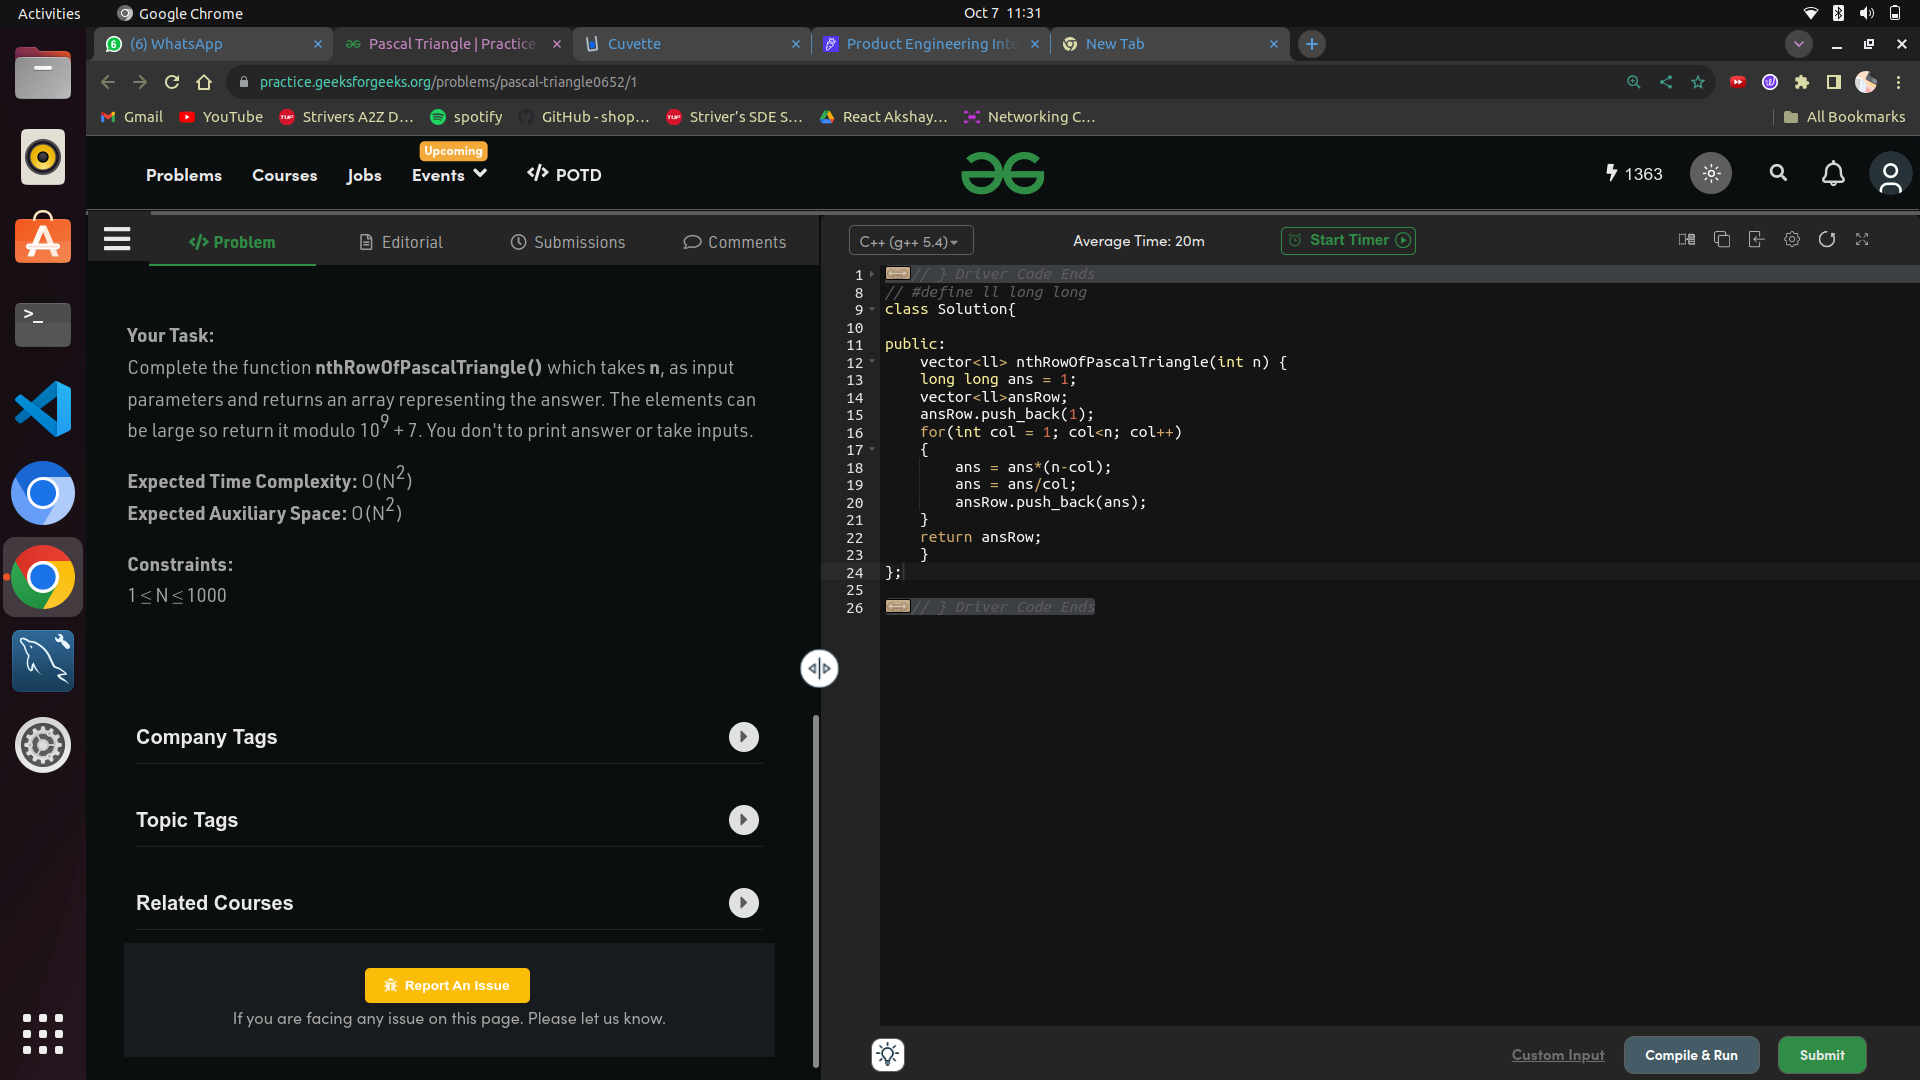 Activities
Google Chrome
Oct 7 11:31
(6) WhatsApp
Pascal Triangle | Practice
Cuvette
Product Engineering Inte
New Tab
practice.geeksforgeeks.org/problems/pascal-triangle0652/1
Gmail
YouTube
Strivers A2Z D...
spotify
GitHub - shop...
Striver's SDE S...
React Akshay,...
Networking C...
All Bookmarks
Problems
Courses
Jobs
Upcoming
Events
</> POTD
1363
</> Problem
Editorial
Submissions
Comments
Your Task:
Complete the function nthRowOfPascalTriangle() which takes n, as input
parameters and returns an array representing the answer. The elements can
be large so return it modulo 10^9 + 7. You don't to print answer or take inputs.
Expected Time Complexity: O(N^2)
Expected Auxiliary Space: O(N^2)
Constraints:
1 ≤ N ≤ 1000
Company Tags
Topic Tags
Related Courses
Report An Issue
If you are facing any issue on this page. Please let us know.
C++ (g++ 5.4)
Average Time: 20m
Start Timer
1 // } Driver Code Ends
8 // #define ll long long
9 class Solution{
10
11 public:
12 vector<ll> nthRowOfPascalTriangle(int n) {
13 long long ans = 1;
14 vector<ll>ansRow;
15 ansRow.push_back(1);
16 for(int col = 1; col<n; col++)
17 {
18 ans = ans*(n-col);
19 ans = ans/col;
20 ansRow.push_back(ans);
21 }
22 return ansRow;
23 }
24 };
25
26 // } Driver Code Ends
Custom Input
Compile & Run
Submit